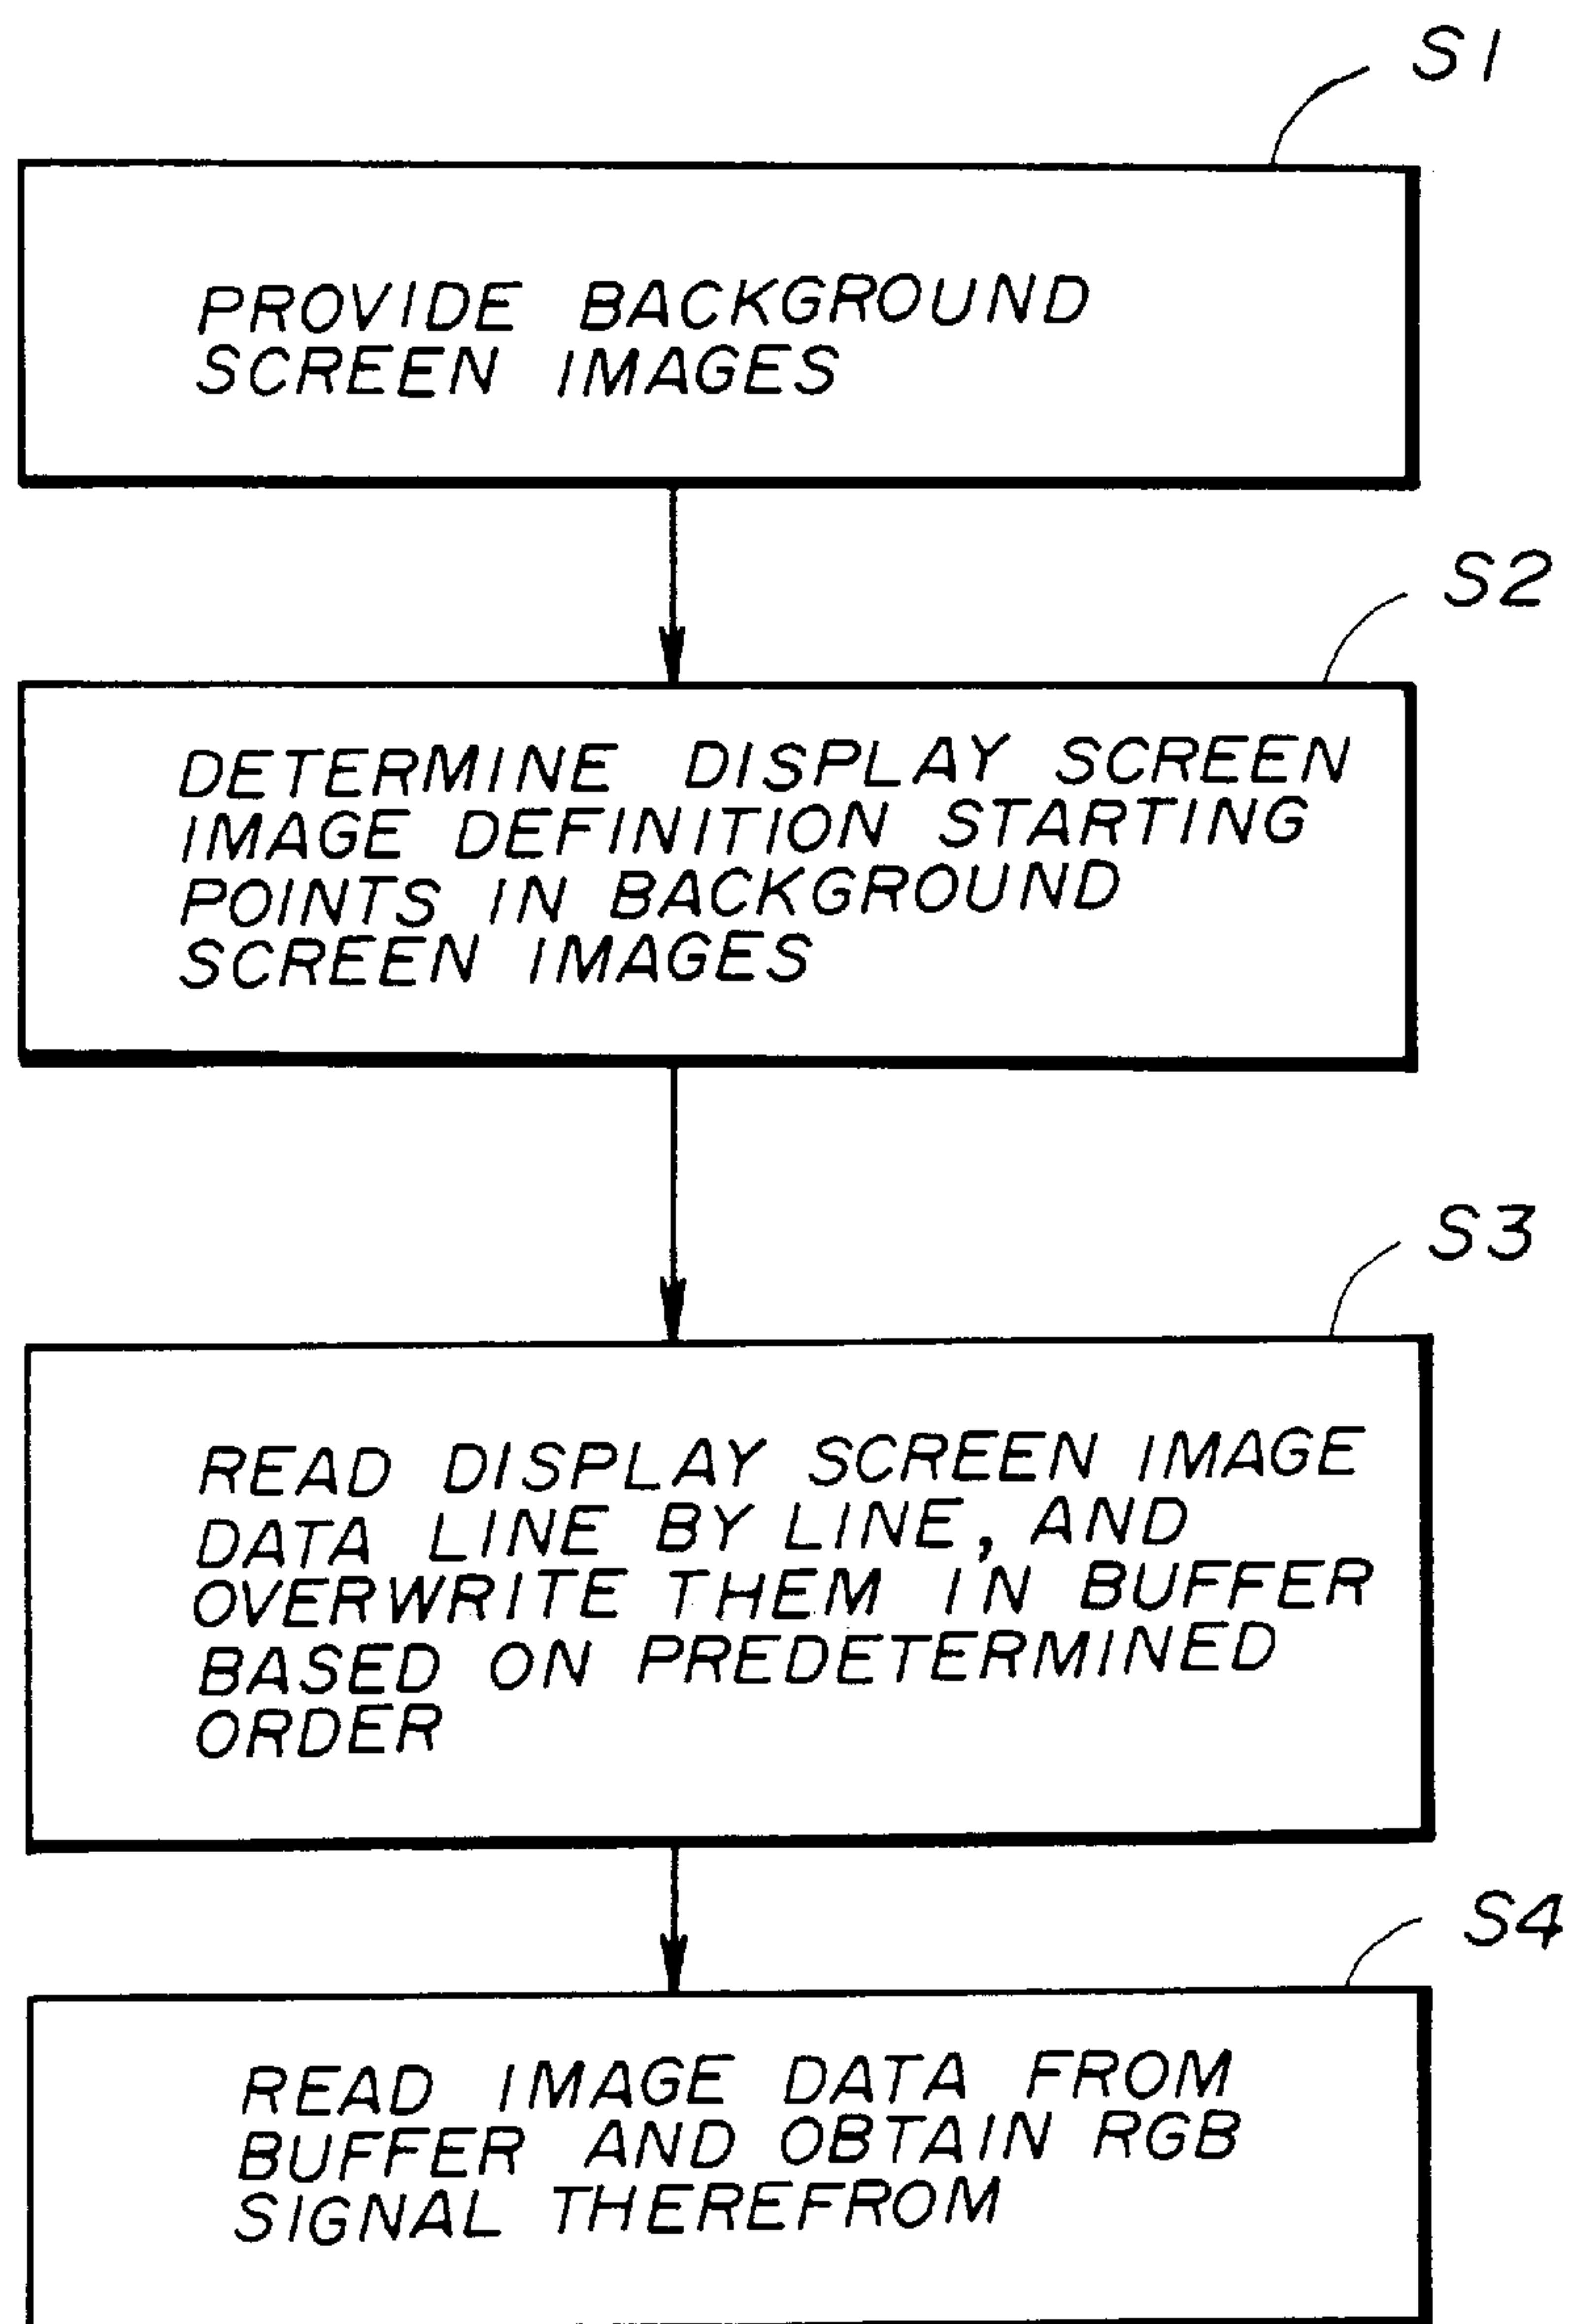 S1
PROVIDE BACKGROUND
SCREEN IMAGES
S2
DETERMINE DISPLAY SCREEN
IMAGE DEFINITION STARTING
POINTS IN BACKGROUND
SCREEN IMAGES
S3
READ DISPLAY SCREEN IMAGE
DATA LINE BY LINE, AND
OVERWRITE THEM IN BUFFER
BASED ON PREDETERMINED
ORDER
S4
READ IMAGE DATA FROM
BUFFER AND OBTAIN RGB
SIGNAL THEREFROM